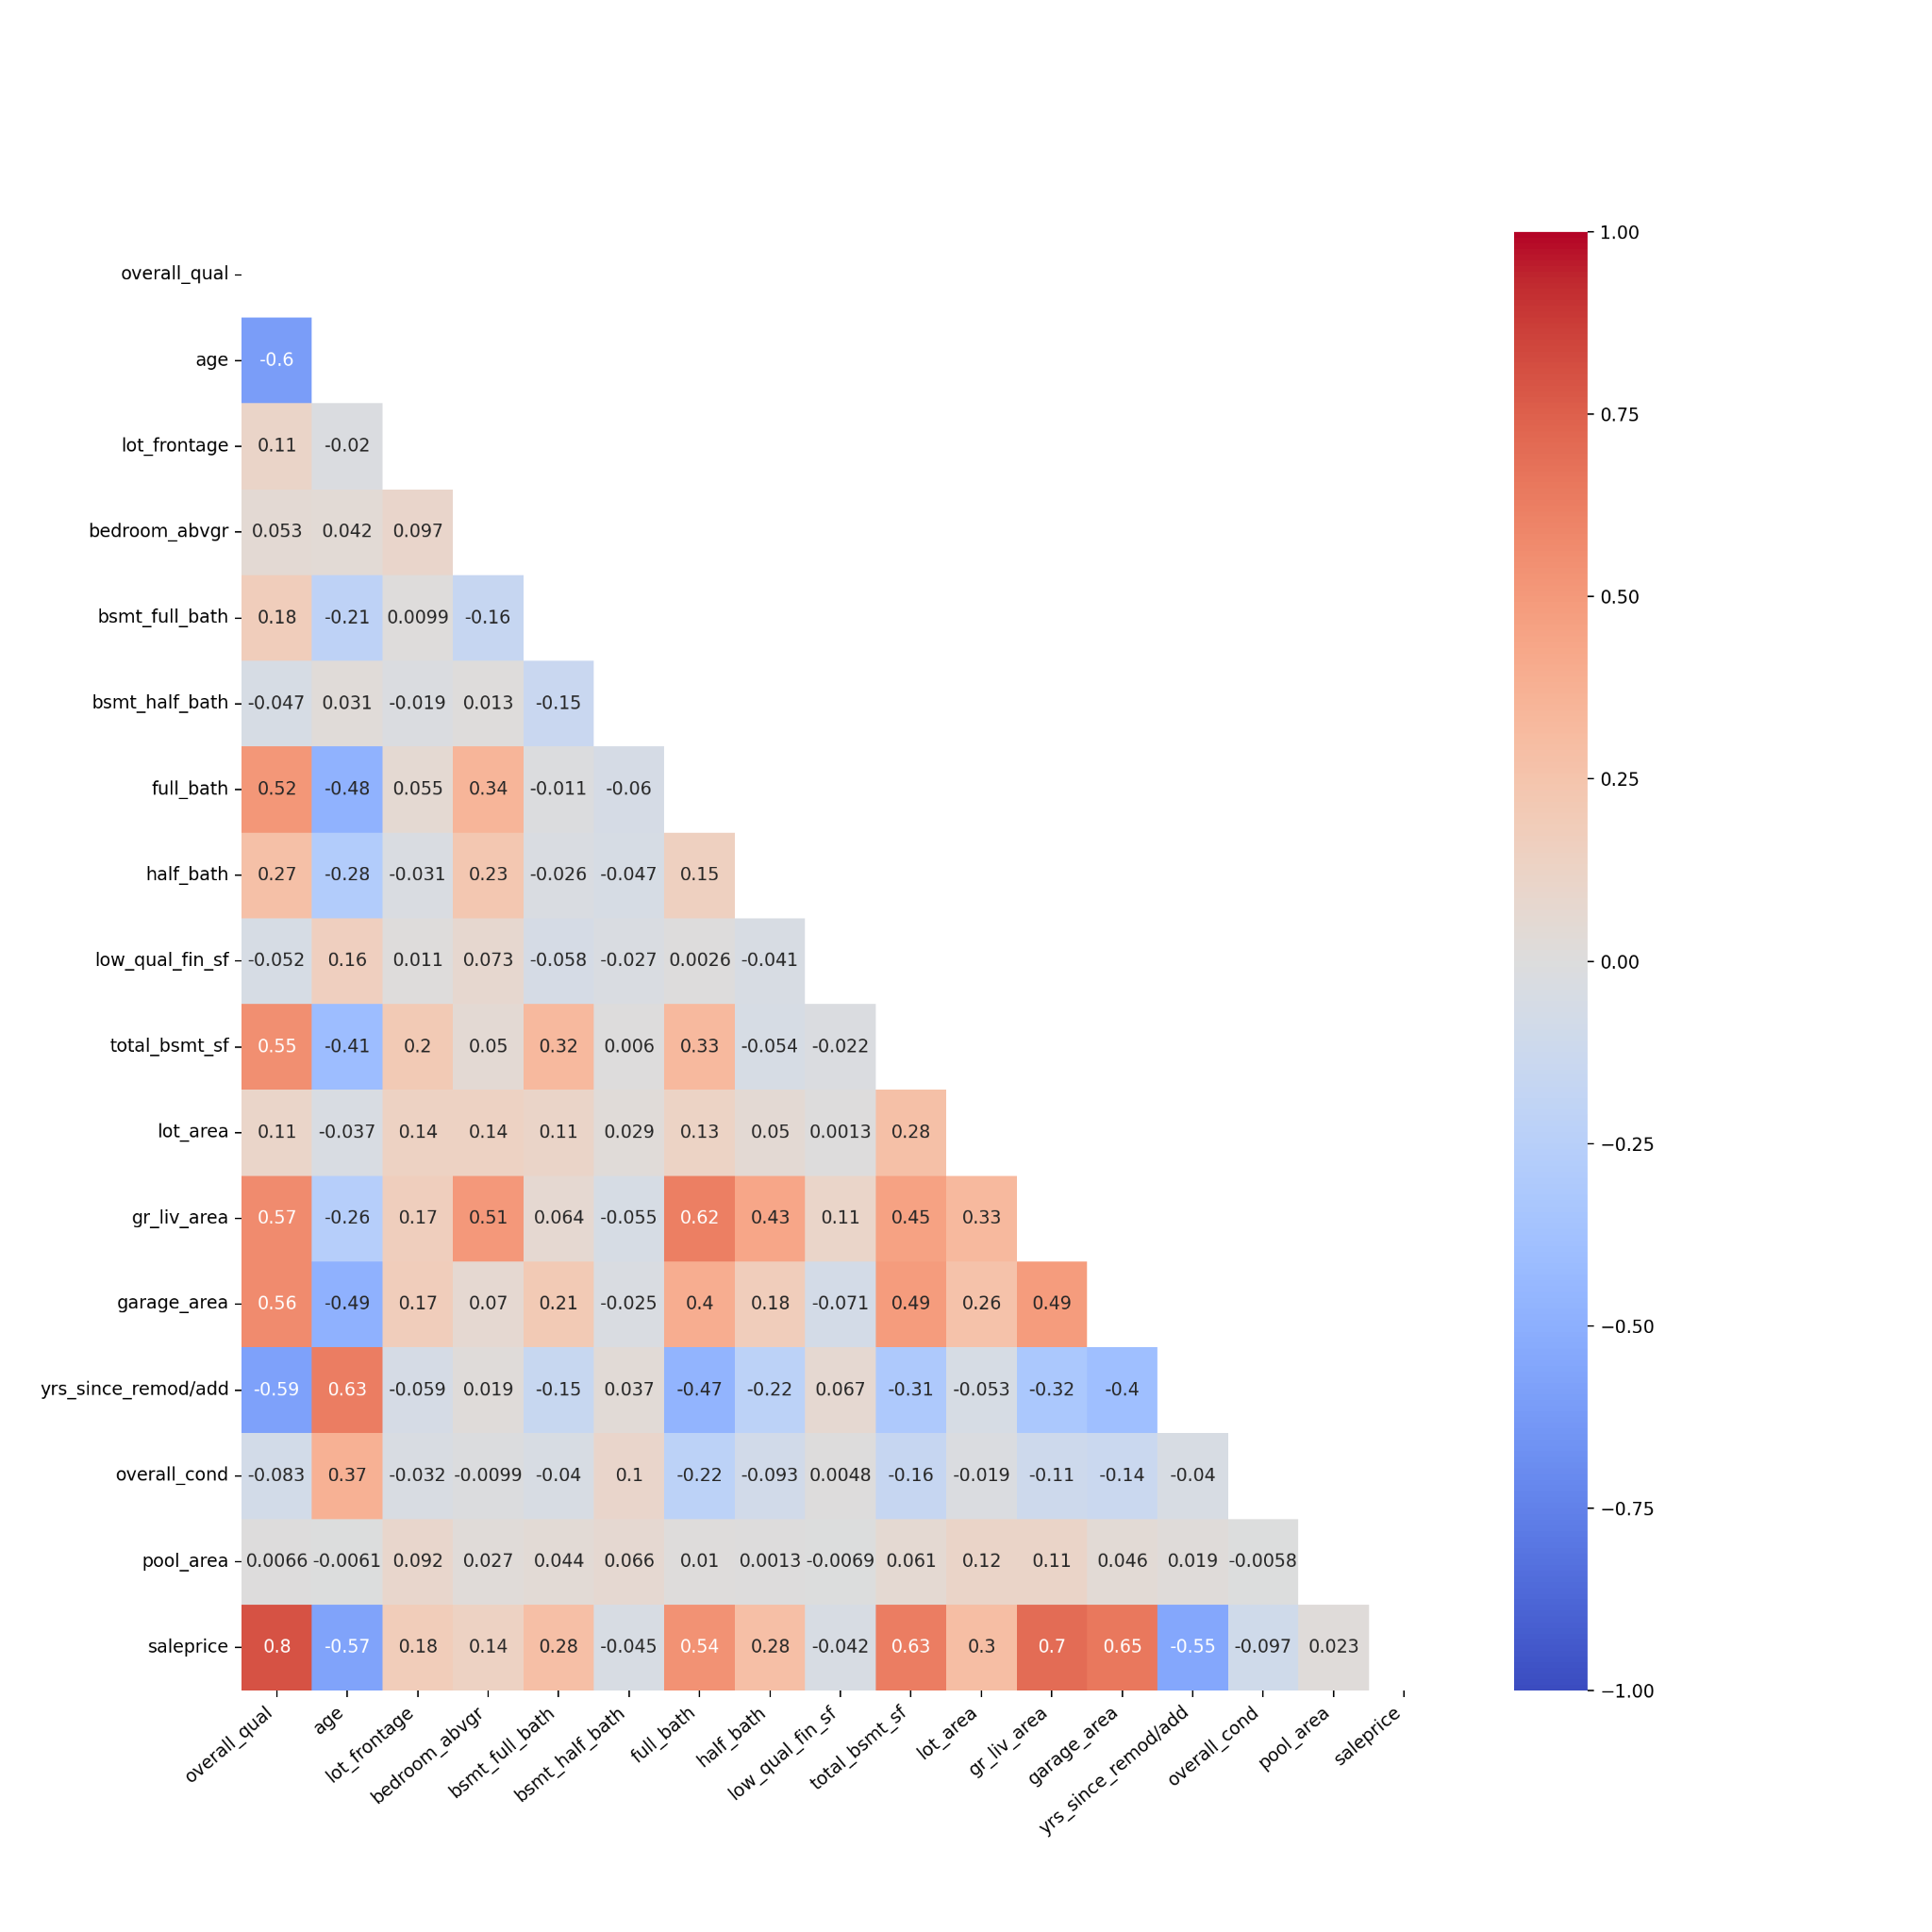 1.00
overall_qual
age -0.6
0.75
lot_frontage 0.11 -0.02
bedroom_abvgr 0.053 0.042 0.097
0.50
bsmt_full_bath 0.18 -0.21 0.0099 -0.16
bsmt_half_bath -0.047 0.031 -0.019 0.013 -0.15
0.25
full_bath 0.52 -0.48 0.055 0.34 -0.011 -0.06
half_bath 0.27 -0.28 -0.031 0.23 -0.026 -0.047 0.15
low_qual_fin_sf -0.052 0.16 0.011 0.073 -0.058 -0.027 0.0026 -0.041
0.00
total_bsmt_sf 0.55 -0.41 0.2 0.05 0.32 0.006 0.33 -0.054 -0.022
lot_area 0.11 -0.037 0.14 0.14 0.11 0.029 0.13 0.05 0.0013 0.28
−0.25
gr_liv_area 0.57 -0.26 0.17 0.51 0.064 -0.055 0.62 0.43 0.11 0.45 0.33
garage_area 0.56 -0.49 0.17 0.07 0.21 -0.025 0.4 0.18 -0.071 0.49 0.26 0.49
−0.50
yrs_since_remod/add -0.59 0.63 -0.059 0.019 -0.15 0.037 -0.47 -0.22 0.067 -0.31 -0.053 -0.32 -0.4
overall_cond -0.083 0.37 -0.032 -0.0099 -0.04 0.1 -0.22 -0.093 0.0048 -0.16 -0.019 -0.11 -0.14 -0.04
−0.75
pool_area 0.0066 -0.0061 0.092 0.027 0.044 0.066 0.01 0.0013 -0.0069 0.061 0.12 0.11 0.046 0.019 -0.0058
saleprice 0.8 -0.57 0.18 0.14 0.28 -0.045 0.54 0.28 -0.042 0.63 0.3 0.7 0.65 -0.55 -0.097 0.023
−1.00
overall_qual
age
lot_frontage
bedroom_abvgr
bsmt_full_bath
bsmt_half_bath
full_bath
half_bath
low_qual_fin_sf
total_bsmt_sf
lot_area
gr_liv_area
garage_area
yrs_since_remod/add
overall_cond
pool_area
saleprice